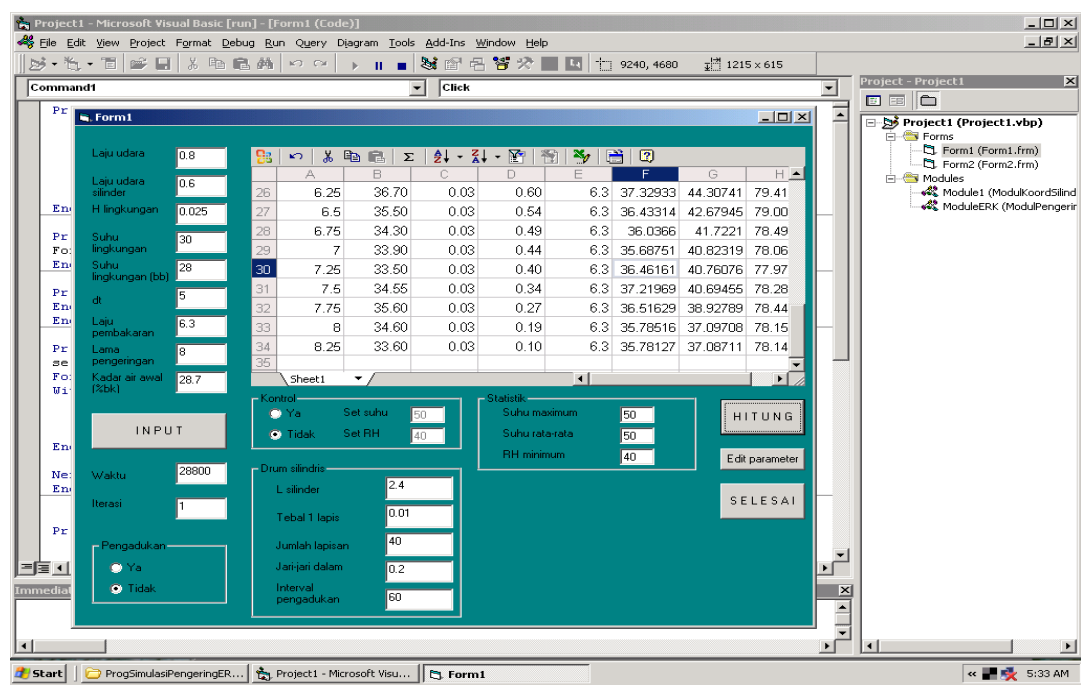 Project1 - Microsoft Visual Basic [run] - [Form1 (Code)]
File Edit View Project Format Debug Run Query Diagram Tools Add-Ins Window Help
9240, 4680
1215 x 615
Command1
Click
Project - Project1
Project1 (Project1.vbp)
Forms
Form1 (Form1.frm)
Form2 (Form2.frm)
Modules
Module1 (ModulKoordSilind
ModuleERK (ModulPengerir
Form1
Laju udara 0.8
Laju udara silinder 0.6
H lingkungan 0.025
Suhu lingkungan 30
Suhu lingkungan (bb) 28
dt 5
Laju pembakaran 6.3
Lama pengeringan 8
Kadar air awal (%bk) 28.7
INPUT
Waktu 28800
Iterasi 1
Pengadukan
Ya
Tidak
A B C D E F G H
26 6.25 36.70 0.03 0.60 6.3 37.32933 44.30741 79.41
27 6.5 35.50 0.03 0.54 6.3 36.43314 42.67945 79.00
28 6.75 34.30 0.03 0.49 6.3 36.0366 41.7221 78.49
29 7 33.90 0.03 0.44 6.3 35.68751 40.82319 78.06
30 7.25 33.50 0.03 0.40 6.3 36.46161 40.76076 77.97
31 7.5 34.55 0.03 0.34 6.3 37.21969 40.69455 78.28
32 7.75 35.60 0.03 0.27 6.3 36.51629 38.92789 78.44
33 8 34.60 0.03 0.19 6.3 35.78516 37.09708 78.15
34 8.25 33.60 0.03 0.10 6.3 35.78127 37.08711 78.14
35
Sheet1
Kontrol
Ya Set suhu 50
Tidak Set RH 40
Statistik
Suhu maximum 50
Suhu rata-rata 50
RH minimum 40
HITUNG
Edit parameter
SELESAI
Drum silindris
L silinder 2.4
Tebal 1 lapis 0.01
Jumlah lapisan 40
Jari-jari dalam 0.2
Interval pengadukan 60
Immedia
Start
ProgSimulasiPengeringER...
Project1 - Microsoft Visu...
Form1
5:33 AM